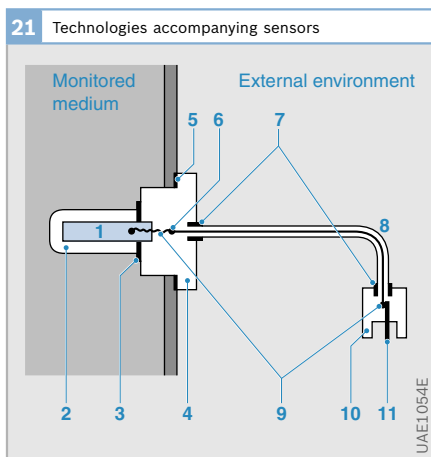 21 Technologies accompanying sensors
Monitored
medium
External environment
5 6 7
1
8
2 3 4 9 10 11
UAE1054E